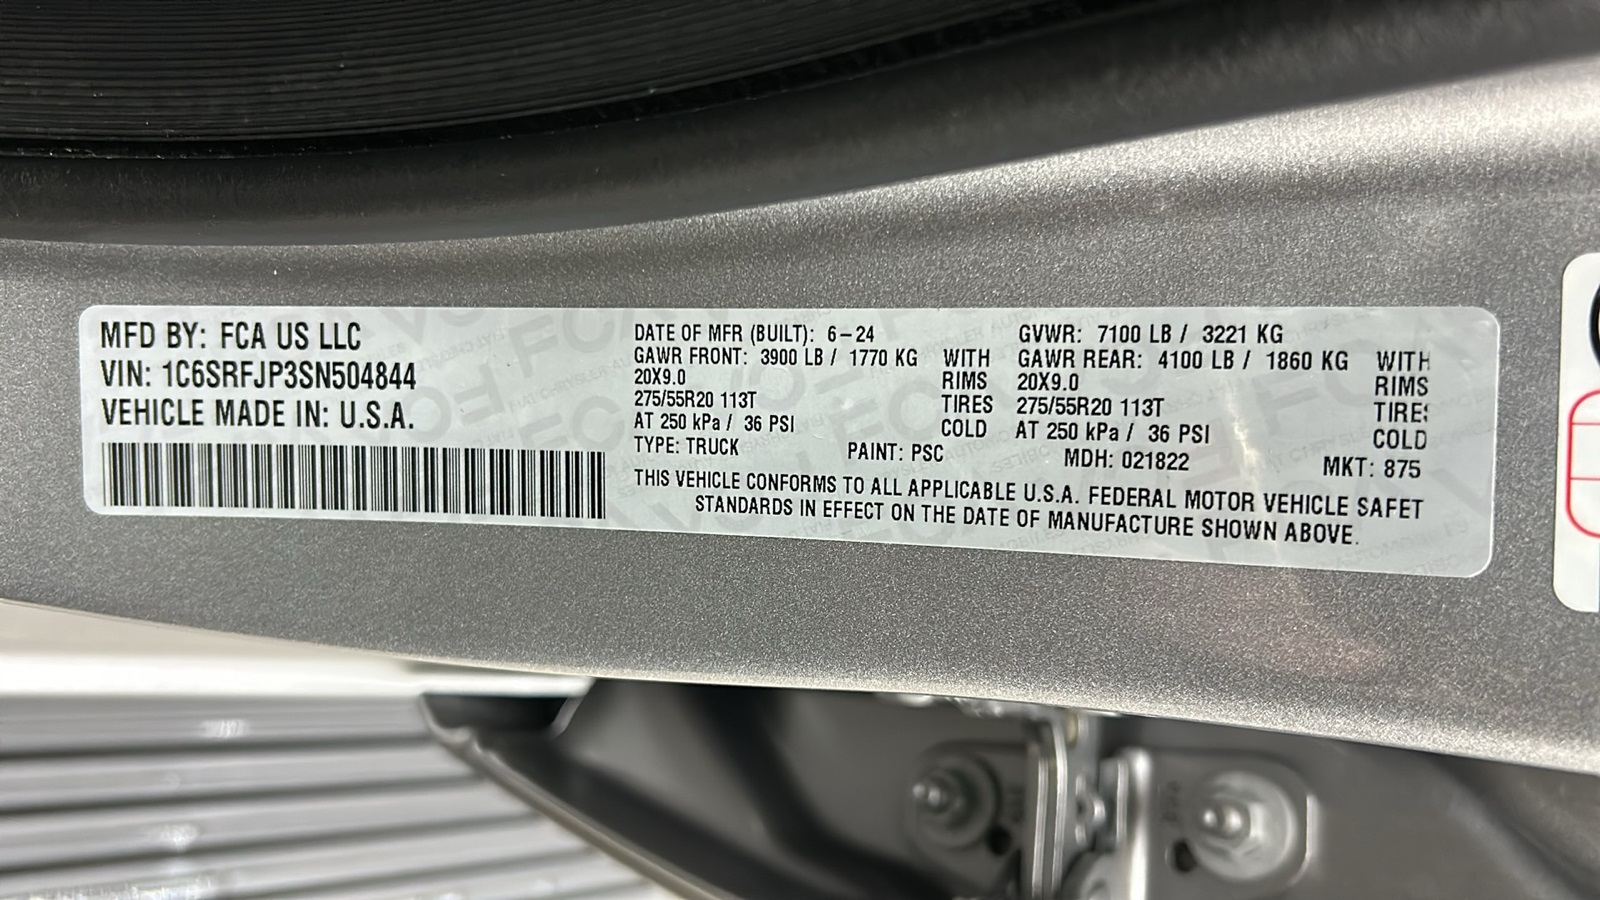 MFD BY: FCA US LLC
VIN: 1C6SRFJP3SN504844
VEHICLE MADE IN: U.S.A.
DATE OF MFR (BUILT): 6-24 GVWR: 7100 LB / 3221 KG
GAWR FRONT: 3900 LB / 1770 KG WITH GAWR REAR: 4100 LB / 1860 KG WITH
20X9.0 RIMS 20X9.0 RIMS
275/55R20 113T TIRES 275/55R20 113T TIRES
AT 250 kPa / 36 PSI COLD AT 250 kPa / 36 PSI COLD
TYPE: TRUCK PAINT: PSC MDH: 021822 MKT: 875
THIS VEHICLE CONFORMS TO ALL APPLICABLE U.S.A. FEDERAL MOTOR VEHICLE SAFET
STANDARDS IN EFFECT ON THE DATE OF MANUFACTURE SHOWN ABOVE.